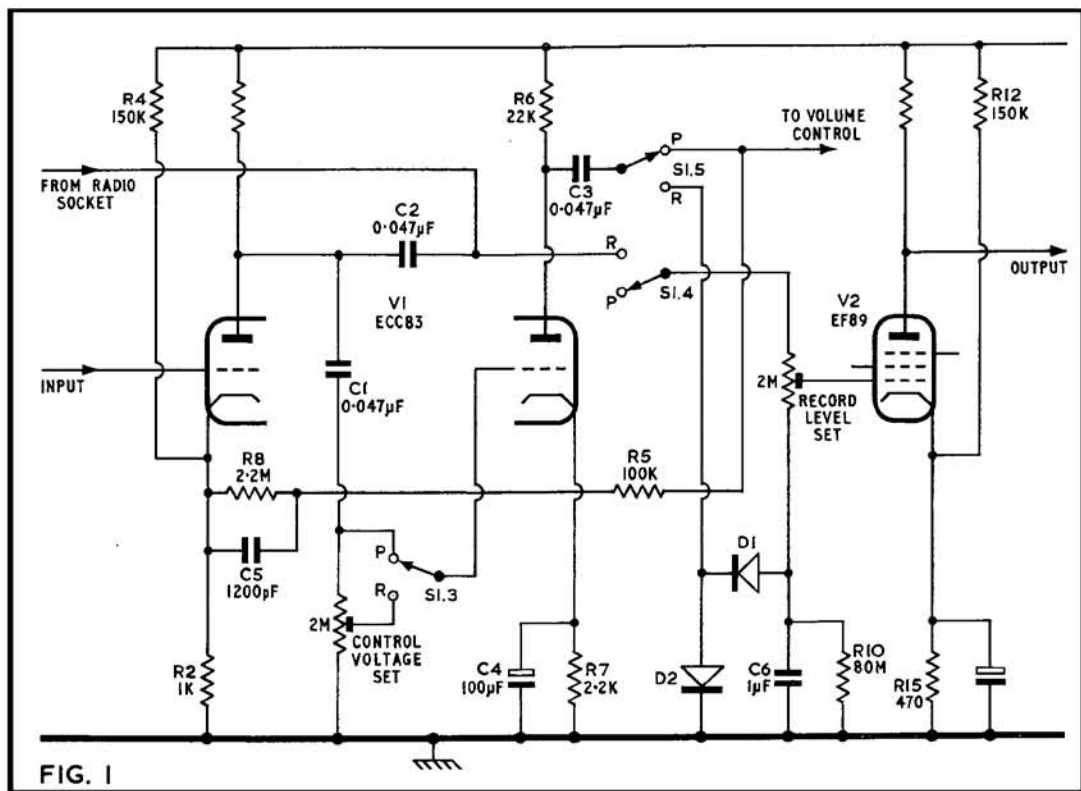 R4
150K
R6
22K
R12
150K
TO VOLUME
CONTROL
P
S1.5
R
FROM RADIO
SOCKET
C3
0·047µF
C2
0·047µF
R
P
S1.4
V1
ECC83
V2
EF89
OUTPUT
INPUT
C1
0·047µF
2M
RECORD
LEVEL
SET
R8
2·2M
R5
100K
C5
1200pF
P
R
S1.3
D1
2M
CONTROL
VOLTAGE
SET
R2
1K
C4
100µF
R7
2·2K
D2
C6
1µF
R10
80M
R15
470
FIG. 1